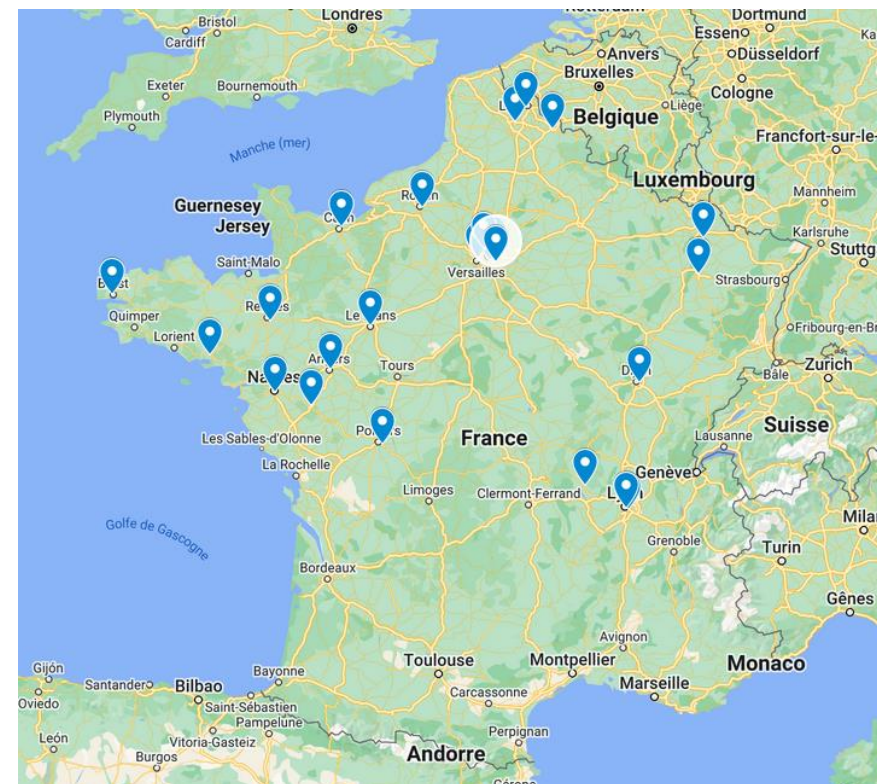 Londres
Bristol
Cardiff
Dortmund
Essen
Anvers
Düsseldorf
Bruxelles
Exeter
Bournemouth
Plymouth
Cologne
Liège
Belgique
Francfort-sur-le-
Manche (mer)
Luxembourg
Mannheim
Guernesey
Jersey
Karlsruhe
Stuttg
Saint-Malo
Versailles
Strasbourg
Quimper
Lorient
Le Mans
Fribourg-en-Br
Tours
Bâle
Zurich
Les Sables-d'Olonne
France
Suisse
Lausanne
La Rochelle
Limoges
Clermont-Ferrand
Genève
Milan
Golfe de Gascogne
Grenoble
Turin
Bordeaux
Gênes
Avignon
Gijón
Santander
Bilbao
Bayonne
Toulouse
Montpellier
Monaco
Oviedo
Saint-Sébastien
Carcassonne
Marseille
León
Vitoria-Gasteiz
Pampelune
Perpignan
Burgos
Andorre